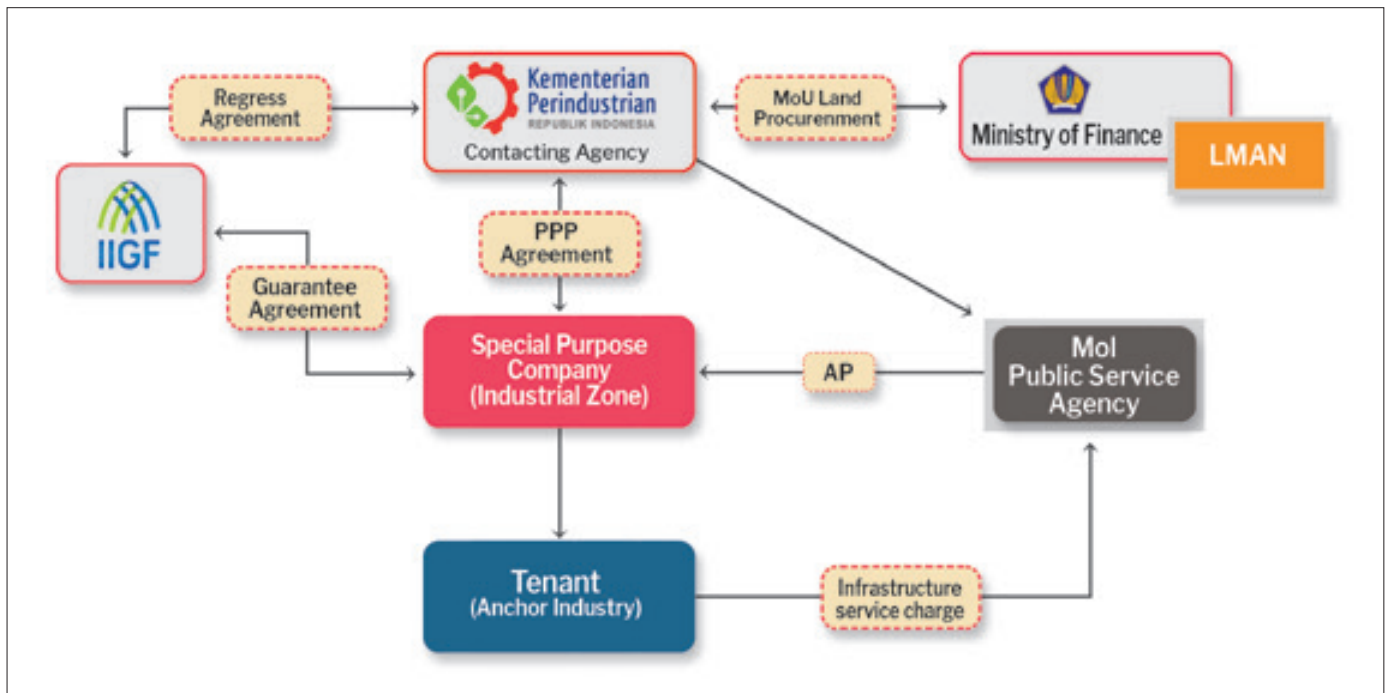 Regress
Agreement
Kementerian
Perindustrian
REPUBLIK INDONESIA
Contacting Agency
MoU Land
Procurenment
Ministry of Finance
LMAN
IIGF
PPP
Agreement
Guarantee
Agreement
Special Purpose
Company
(Industrial Zone)
AP
MoI
Public Service
Agency
Tenant
(Anchor Industry)
Infrastructure
service charge